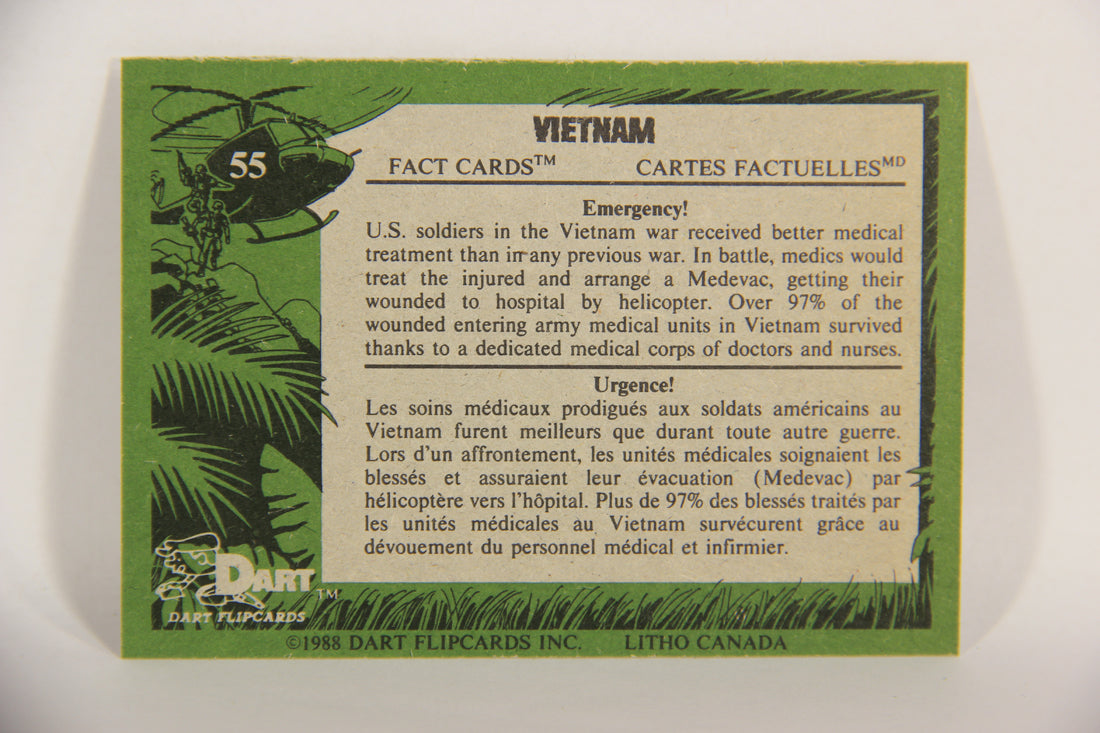 55
VIETNAM
FACT CARDS™ CARTES FACTUELLES MD
Emergency!
U.S. soldiers in the Vietnam war received better medical
treatment than in any previous war. In battle, medics would
treat the injured and arrange a Medevac, getting their
wounded to hospital by helicopter. Over 97% of the
wounded entering army medical units in Vietnam survived
thanks to a dedicated medical corps of doctors and nurses.
Urgence!
Les soins médicaux prodigués aux soldats américains au
Vietnam furent meilleurs que durant toute autre guerre.
Lors d'un affrontement, les unités médicales soignaient les
blessés et assuraient leur évacuation (Medevac) par
hélicoptère vers l'hôpital. Plus de 97% des blessés traités par
les unités médicales au Vietnam survécurent grâce au
dévouement du personnel médical et infirmier.
DART ™
DART FLIPCARDS
©1988 DART FLIPCARDS INC. LITHO CANADA